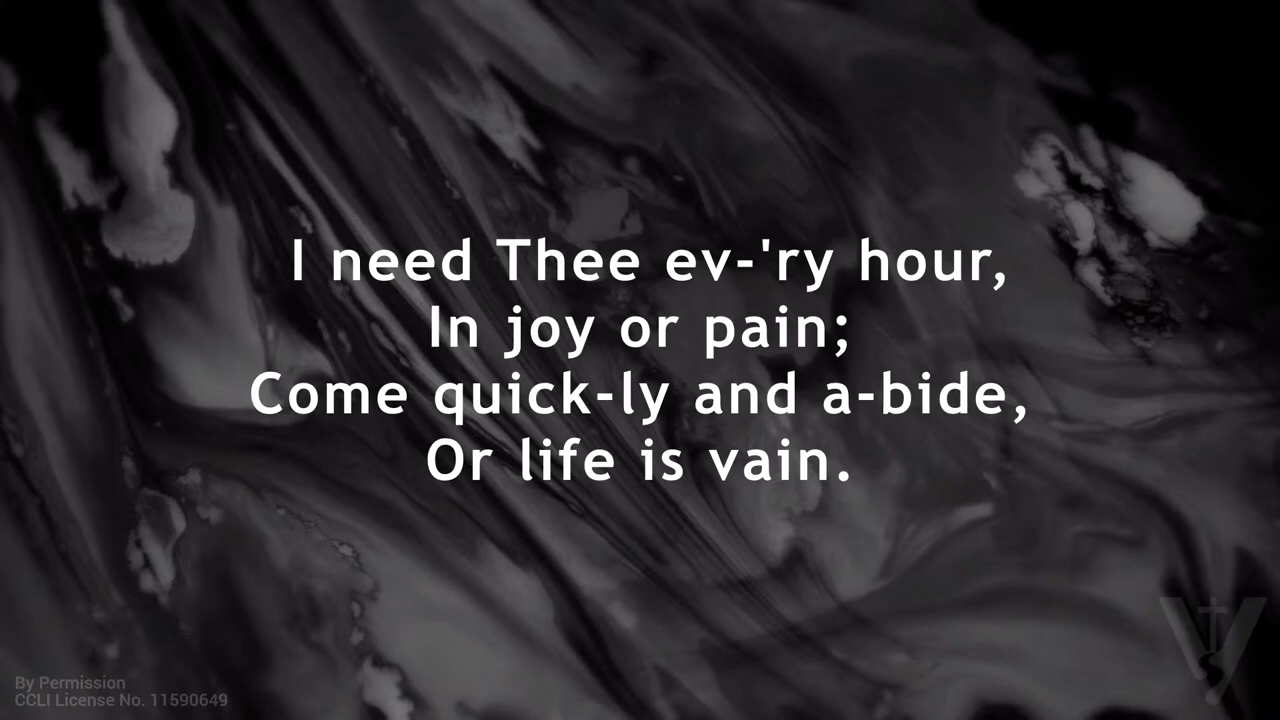 I need Thee ev-'ry hour,
In joy or pain;
Come quick-ly and a-bide,
Or life is vain.
By Permission
CCLI License No. 11590649